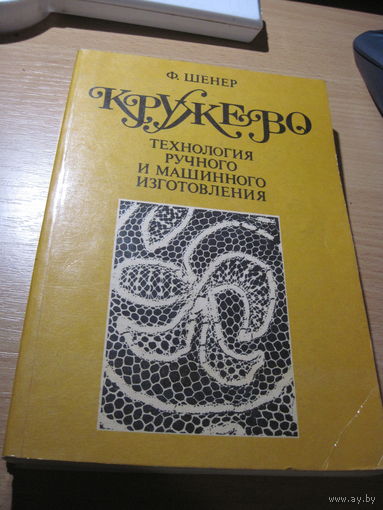 Ф. ШЕНЕР
КРУЖЕВО
ТЕХНОЛОГИЯ
РУЧНОГО
И МАШИННОГО
ИЗГОТОВЛЕНИЯ
www.ay.by